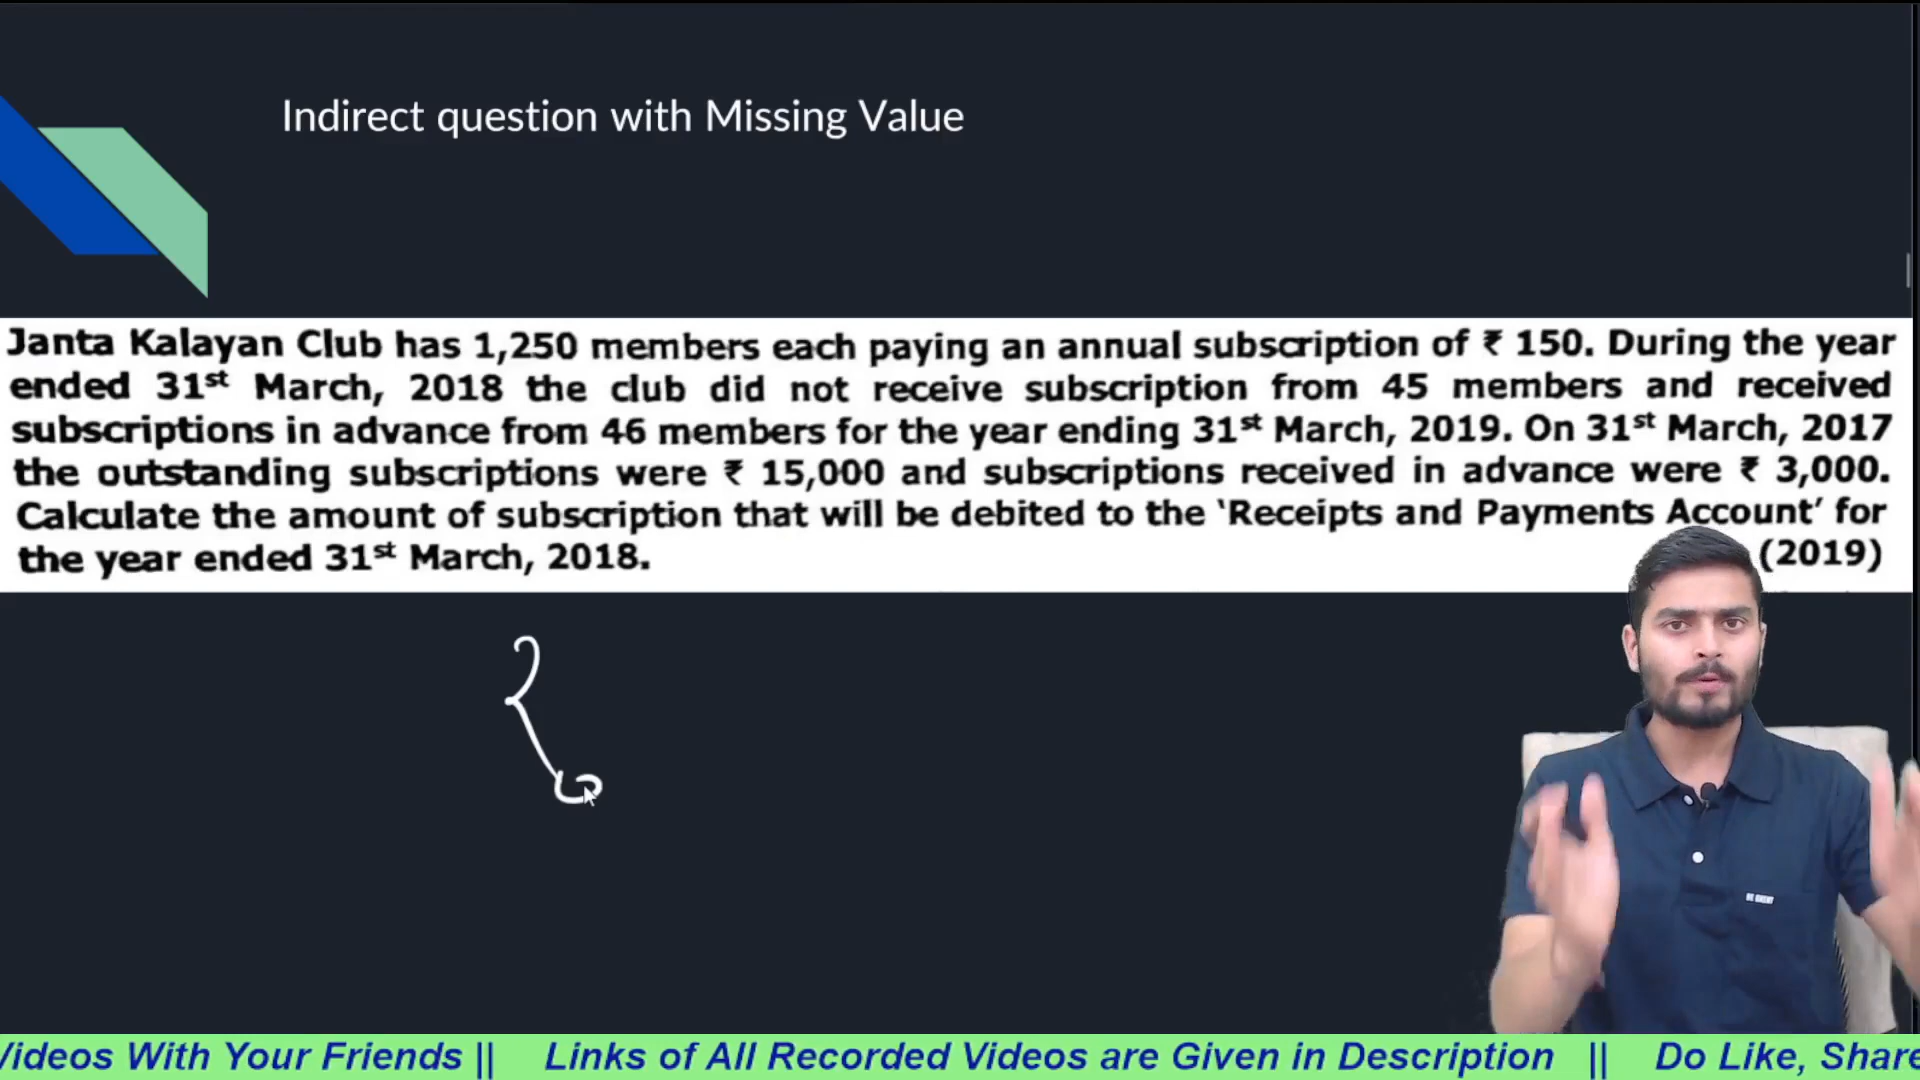 Indirect question with Missing Value
Janta Kalayan Club has 1,250 members each paying an annual subscription of ₹ 150. During the year
ended 31st March, 2018 the club did not receive subscription from 45 members and received
subscriptions in advance from 46 members for the year ending 31st March, 2019. On 31st March, 2017
the outstanding subscriptions were ₹ 15,000 and subscriptions received in advance were ₹ 3,000.
Calculate the amount of subscription that will be debited to the ‘Receipts and Payments Account’ for
the year ended 31st March, 2018.
(2019)
Videos With Your Friends || Links of All Recorded Videos are Given in Description || Do Like, Share